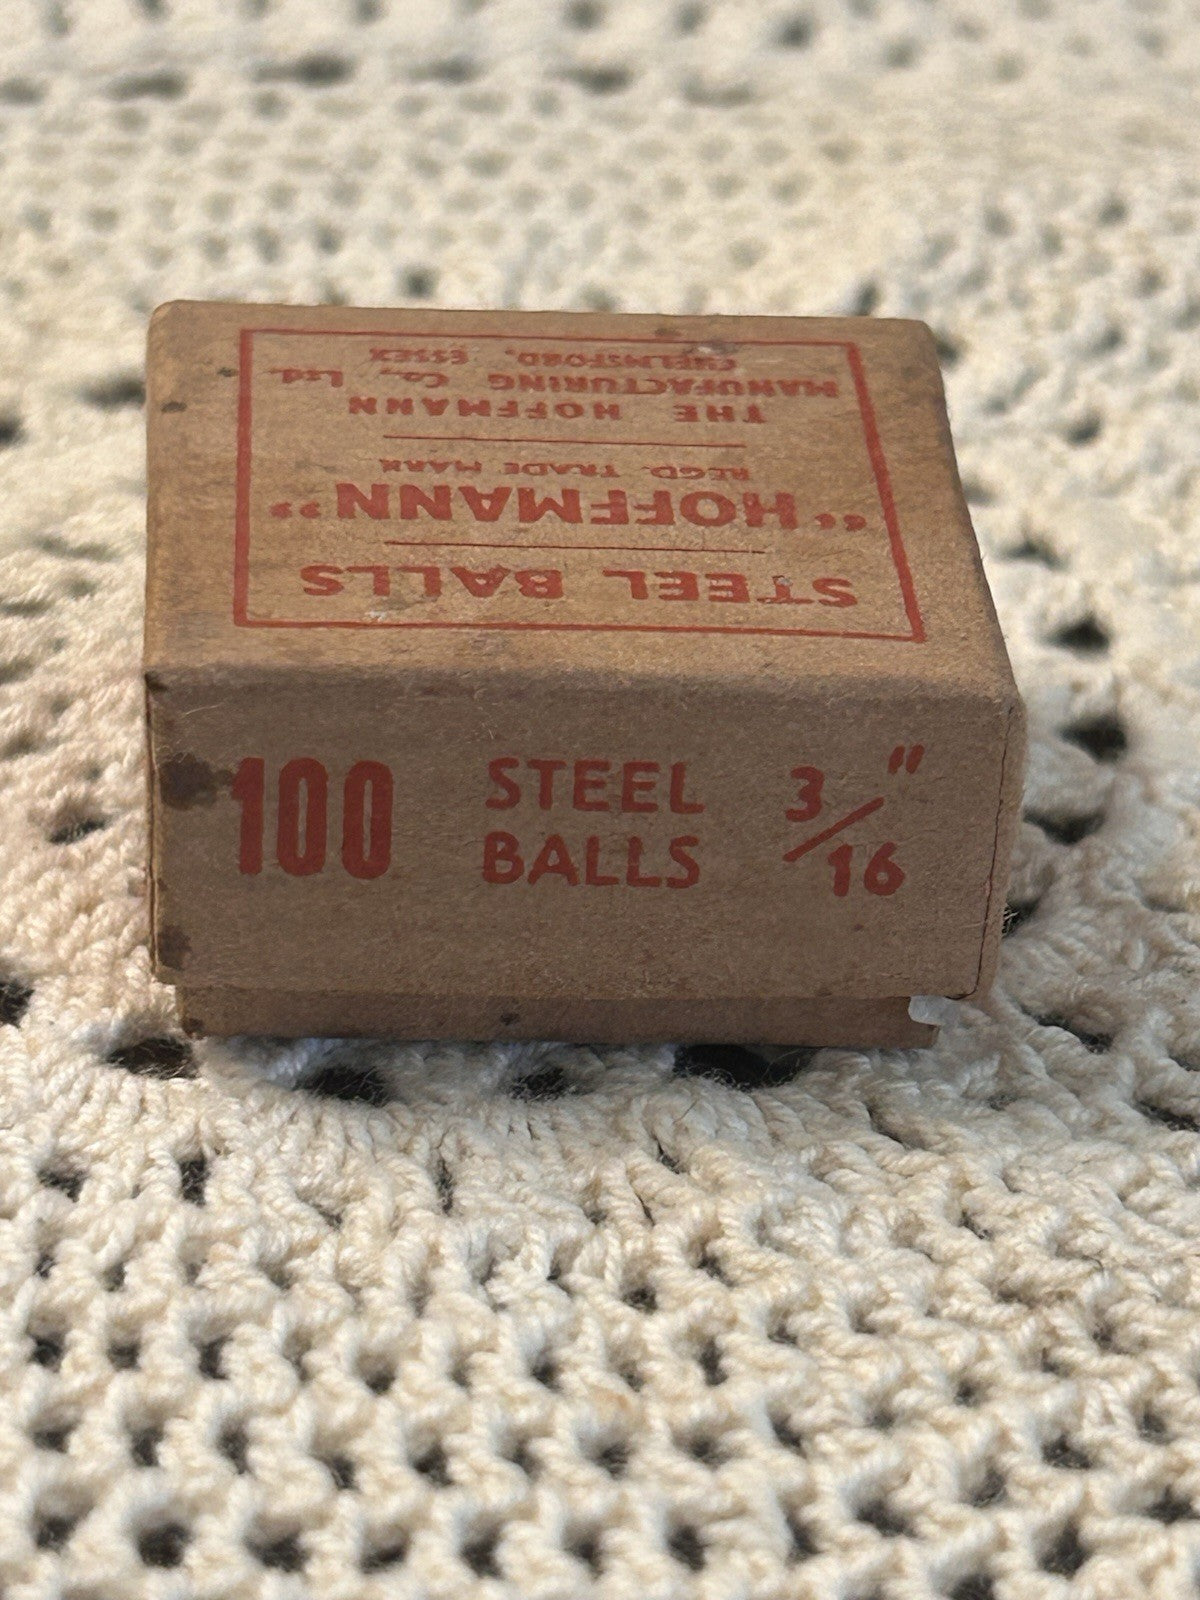 STEEL BALLS
“HOFFMANN”
REGD. TRADE MARK
THE HOFFMANN
MANUFACTURING Co., Ltd.
CHELMSFORD, ESSEX
100 STEEL BALLS 3/16"